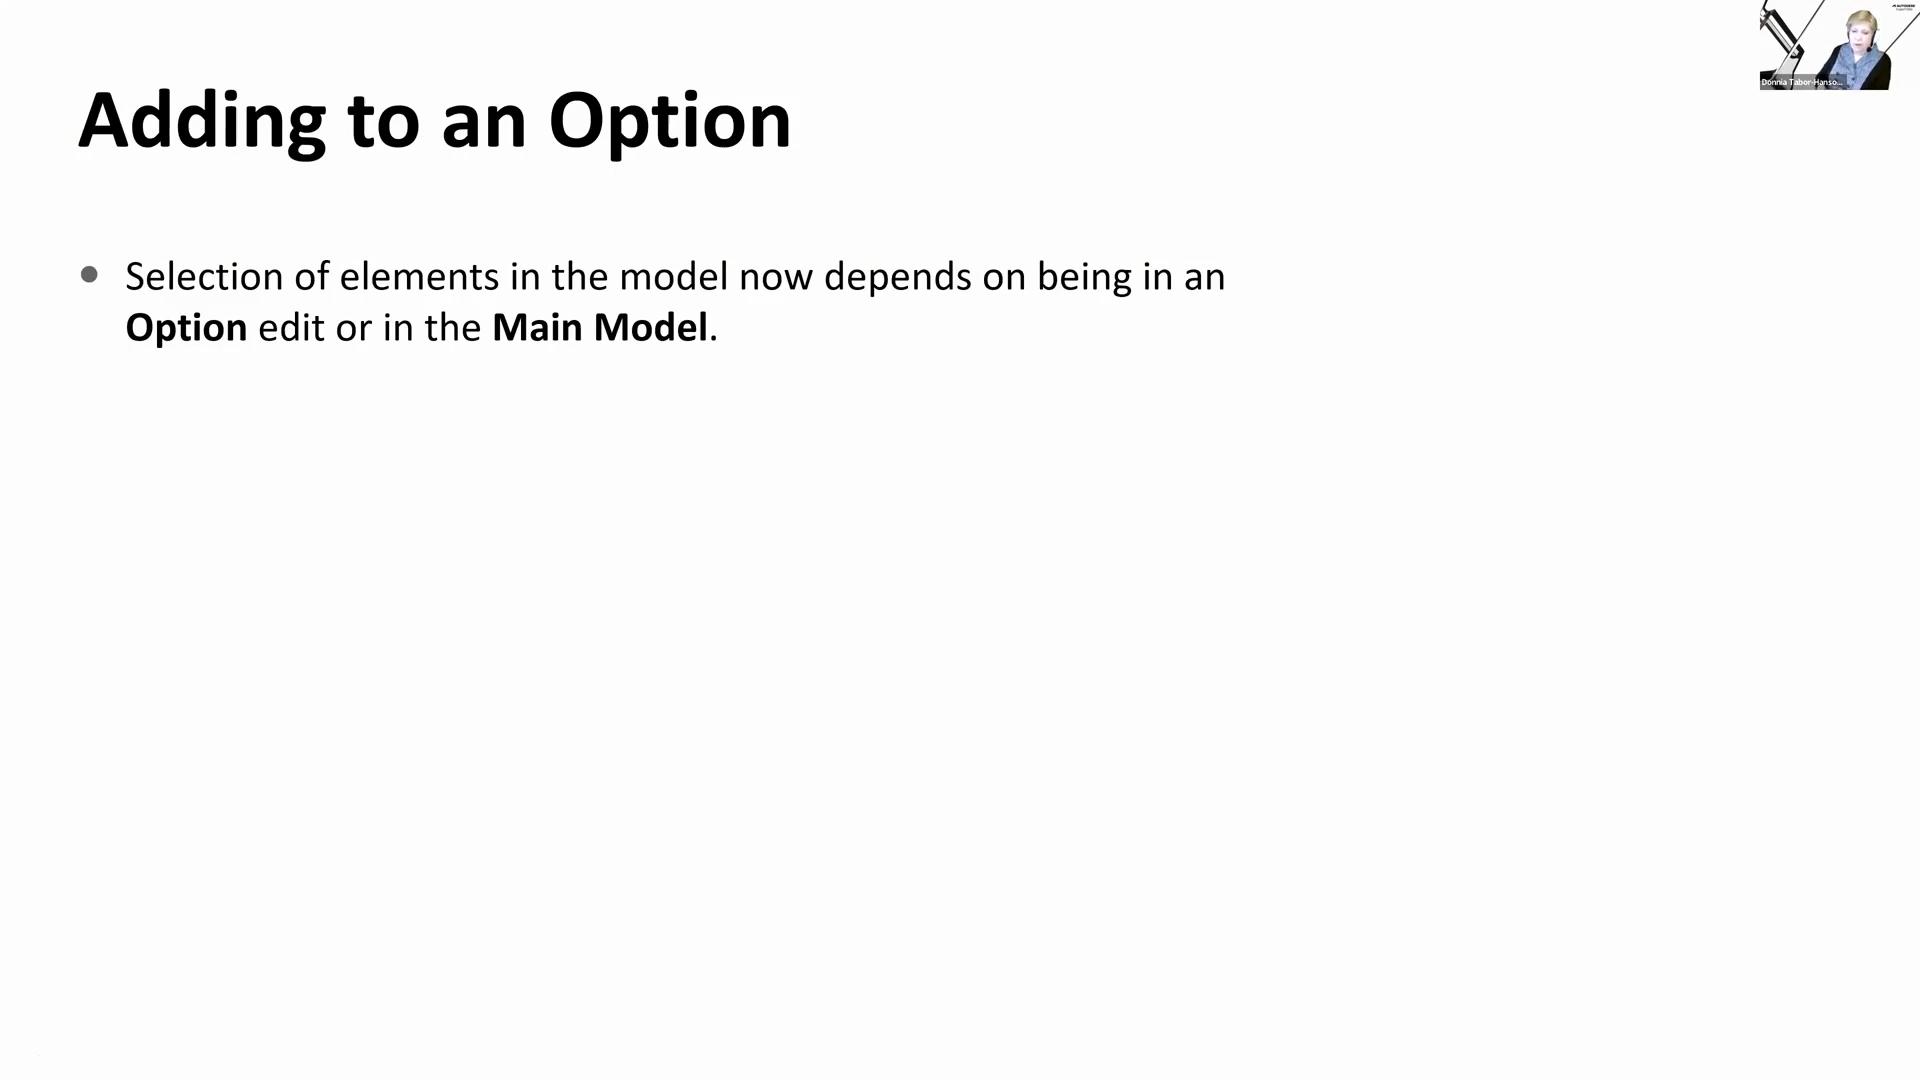 Adding to an Option
Selection of elements in the model now depends on being in an
Option edit or in the Main Model.
AUTODESK
Donnia Tabor-Hanso...